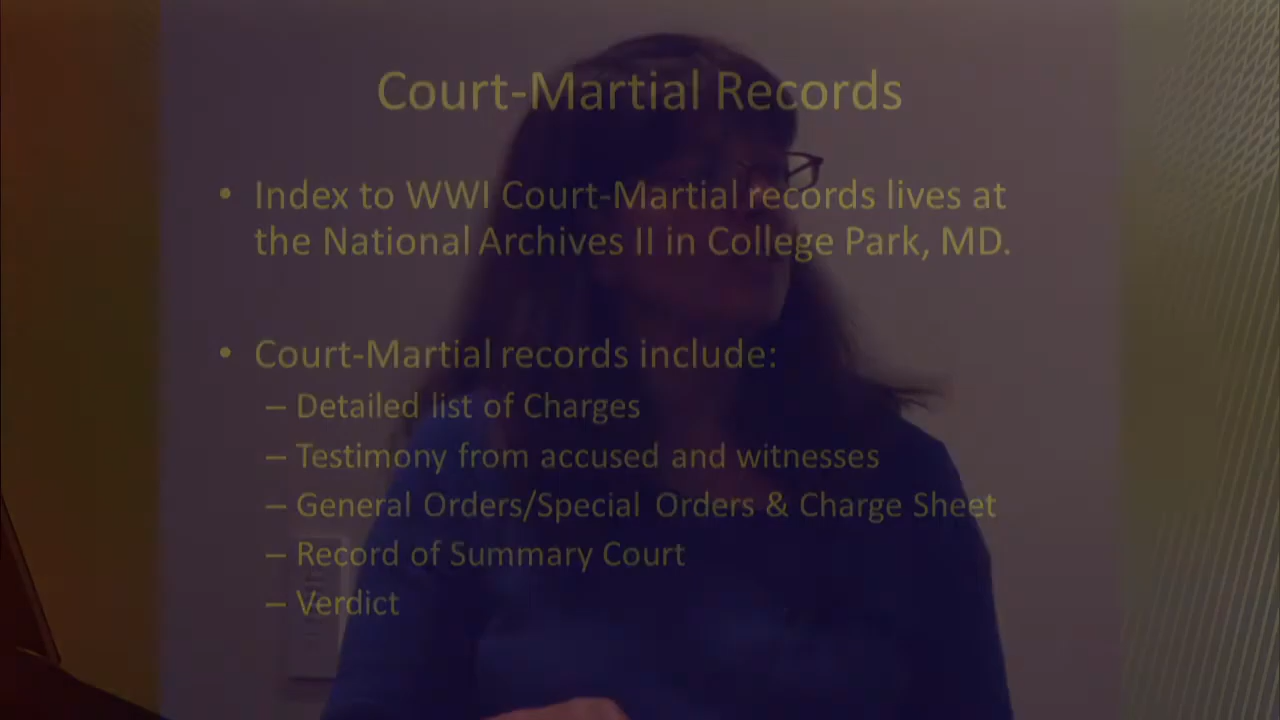 Court-Martial Records
• Index to WWI Court-Martial records lives at
the National Archives II in College Park, MD.
• Court-Martial records include:
– Detailed list of Charges
– Testimony from accused and witnesses
– General Orders/Special Orders & Charge Sheet
– Record of Summary Court
– Verdict